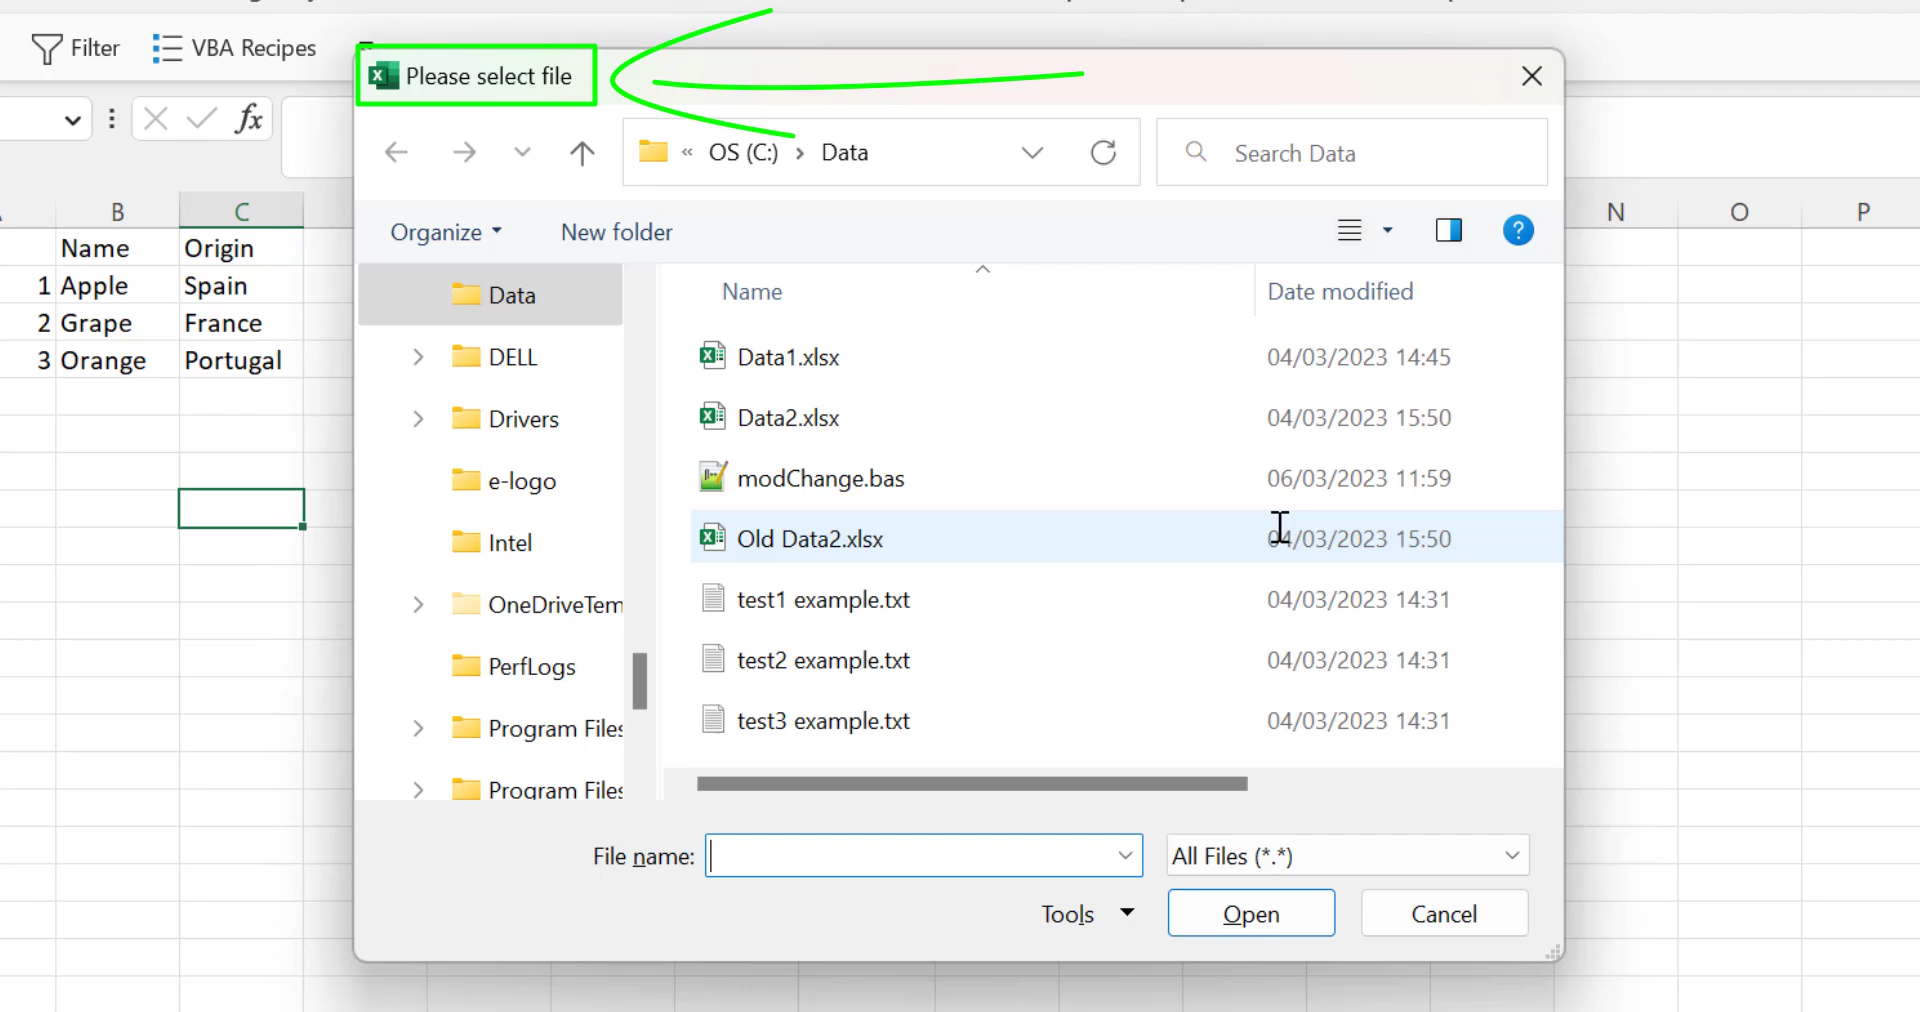 Filter
VBA Recipes
Please select file
fx
« OS (C:) › Data
Search Data
Organize
New folder
?
B C N O P
Name Origin
1 Apple Spain
2 Grape France
3 Orange Portugal
Data
DELL
Drivers
e-logo
Intel
OneDriveTem
PerfLogs
Program Files
Program Files
Name Date modified
Data1.xlsx 04/03/2023 14:45
Data2.xlsx 04/03/2023 15:50
modChange.bas 06/03/2023 11:59
Old Data2.xlsx 04/03/2023 15:50
test1 example.txt 04/03/2023 14:31
test2 example.txt 04/03/2023 14:31
test3 example.txt 04/03/2023 14:31
File name:
All Files (*.*)
Tools
Open
Cancel